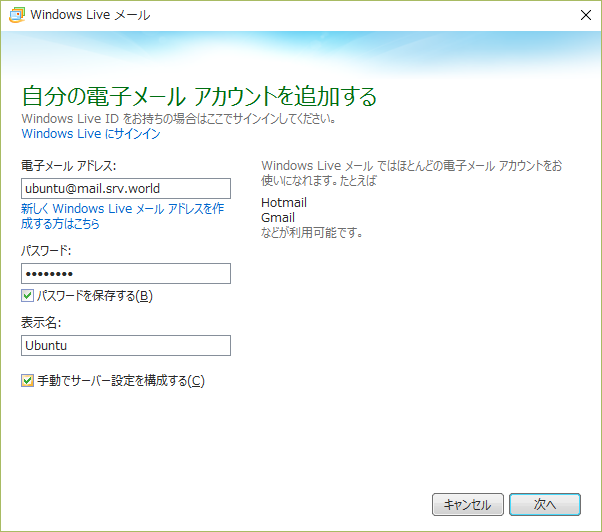 Windows Live メール
自分の電子メール アカウントを追加する
Windows Live ID をお持ちの場合はここでサインインしてください。
Windows Live にサインイン
電子メール アドレス:
ubuntu@mail.srv.world
新しく Windows Live メール アドレスを作
成する方はこちら
パスワード:
●●●●●●●●
パスワードを保存する(B)
表示名:
Ubuntu
手動でサーバー設定を構成する(C)
Windows Live メール ではほとんどの電子メール アカウントをお
使いになれます。たとえば
Hotmail
Gmail
などが利用可能です。
キャンセル
次へ